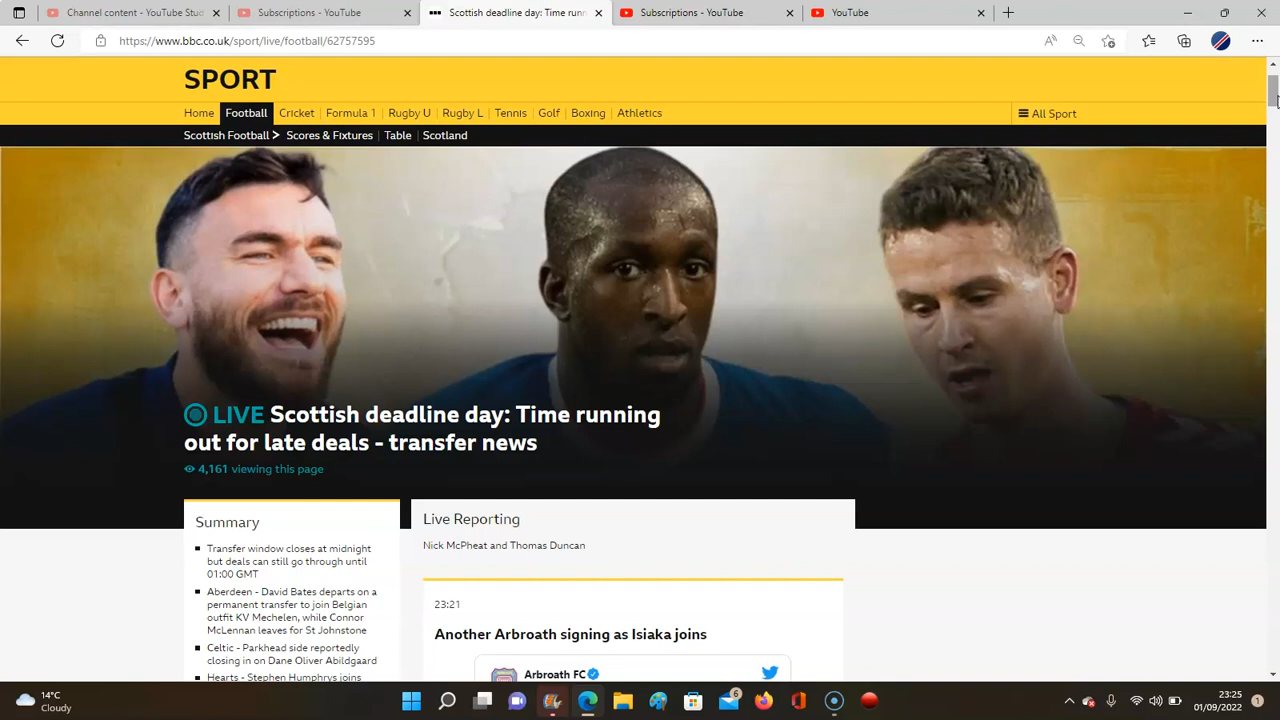 Channel content - YouTube Stud
Subscriptions - YouTube
Scottish deadline day: Time runn
Subscriptions - YouTube
YouTube
https://www.bbc.co.uk/sport/live/football/62757595
SPORT
Home Football Cricket Formula 1 Rugby U Rugby L Tennis Golf Boxing Athletics All Sport
Scottish Football > Scores & Fixtures Table Scotland
LIVE Scottish deadline day: Time running
out for late deals - transfer news
4,161 viewing this page
Summary
Transfer window closes at midnight
but deals can still go through until
01:00 GMT
Aberdeen - David Bates departs on a
permanent transfer to join Belgian
outfit KV Mechelen, while Connor
McLennan leaves for St Johnstone
Celtic - Parkhead side reportedly
closing in on Dane Oliver Abildgaard
Hearts - Stephen Humphrys joins
Live Reporting
Nick McPheat and Thomas Duncan
23:21
Another Arbroath signing as Isiaka joins
Arbroath FC
14°C
Cloudy
6
23:25
01/09/2022